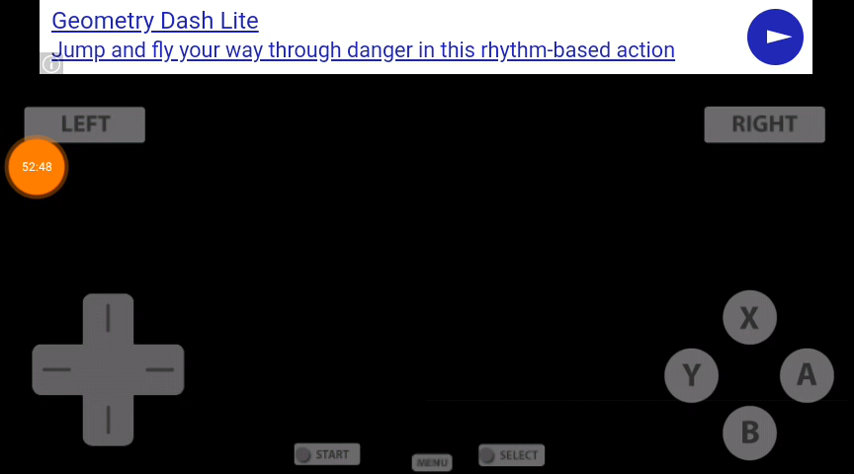 Geometry Dash Lite
Jump and fly your way through danger in this rhythm-based action
LEFT
RIGHT
52:48
X
Y
A
B
START
MENU
SELECT